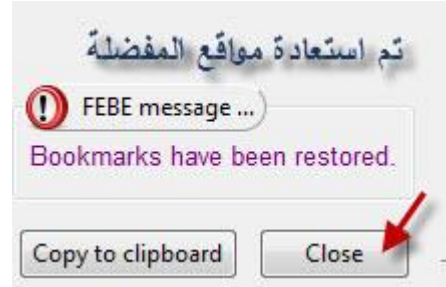 تم استعادة مواقع المفضلة
FEBE message ...
Bookmarks have been restored.
Copy to clipboard
Close